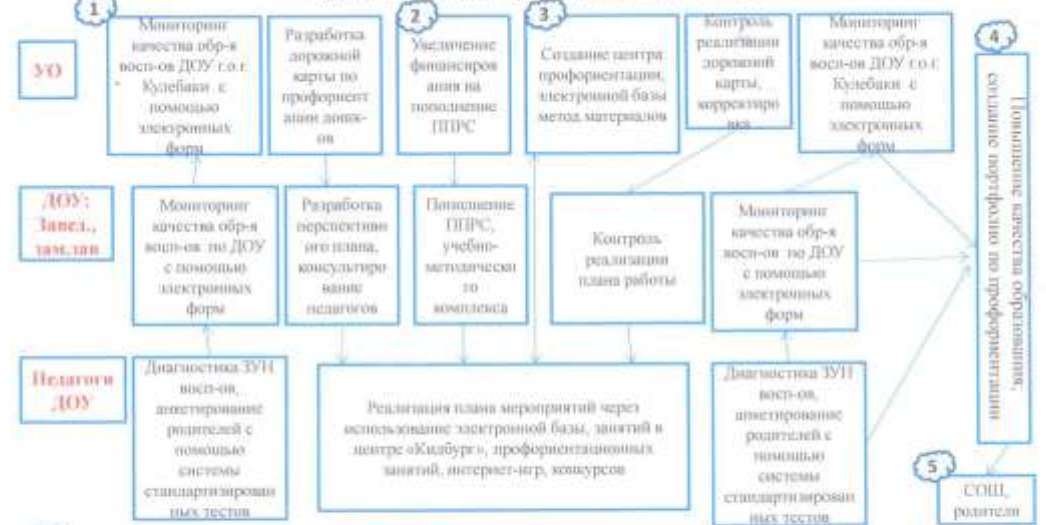 1
Мониторинг
качества обр-я
восп-ов ДОУ г.о.г.
Кулебаки с
помощью
электронных
форм
Разработка
дорожной
карты по
профориент
ации дошк-
ов
2
Увеличение
финансиров
ания на
пополнение
ППРС
3
Создание центра
профориентации,
электронной базы
метод.материалов
Контроль
реализации
дорожной
карты,
корректиро
вка
Мониторинг
качества обр-я
восп-ов ДОУ г.о.г.
Кулебаки с
помощью
электронных
форм
4
Повышение качества образования,
создание портфолио по профориентации
УО
ДОУ:
Завед.,
зам.зав
Мониторинг
качества обр-я
восп-ов по ДОУ
с помощью
электронных
форм
Разработка
перспективн
ого плана,
консультиро
вание
педагогов
Пополнение
ППРС,
учебно-
методическо
го
комплекса
Контроль
реализации
плана работы
Мониторинг
качества обр-я
восп-ов по ДОУ
с помощью
электронных
форм
Педагоги
ДОУ
Диагностика ЗУН
восп-ов,
анкетирование
родителей с
помощью
системы
стандартизирован
ных тестов
Реализация плана мероприятий через
использование электронной базы, занятий в
центре «Кидбург», профориентационных
занятий, интернет-игр, конкурсов
Диагностика ЗУН
восп-ов,
анкетирование
родителей с
помощью
системы
стандартизирован
ных тестов
5
СОШ,
родители